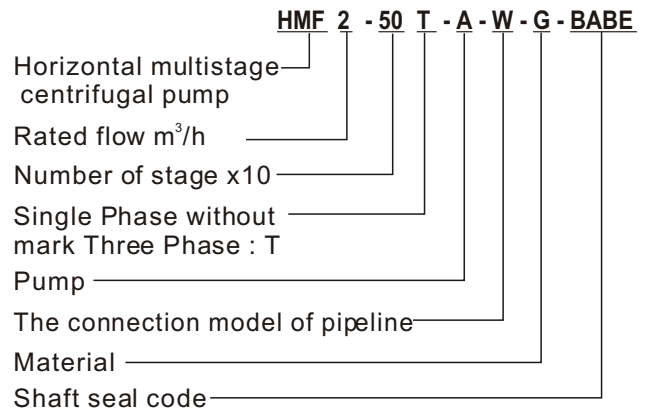 HMF 2 - 50 T - A - W - G - BABE
Horizontal multistage
centrifugal pump
Rated flow m³/h
Number of stage x10
Single Phase without
mark Three Phase : T
Pump
The connection model of pipeline
Material
Shaft seal code